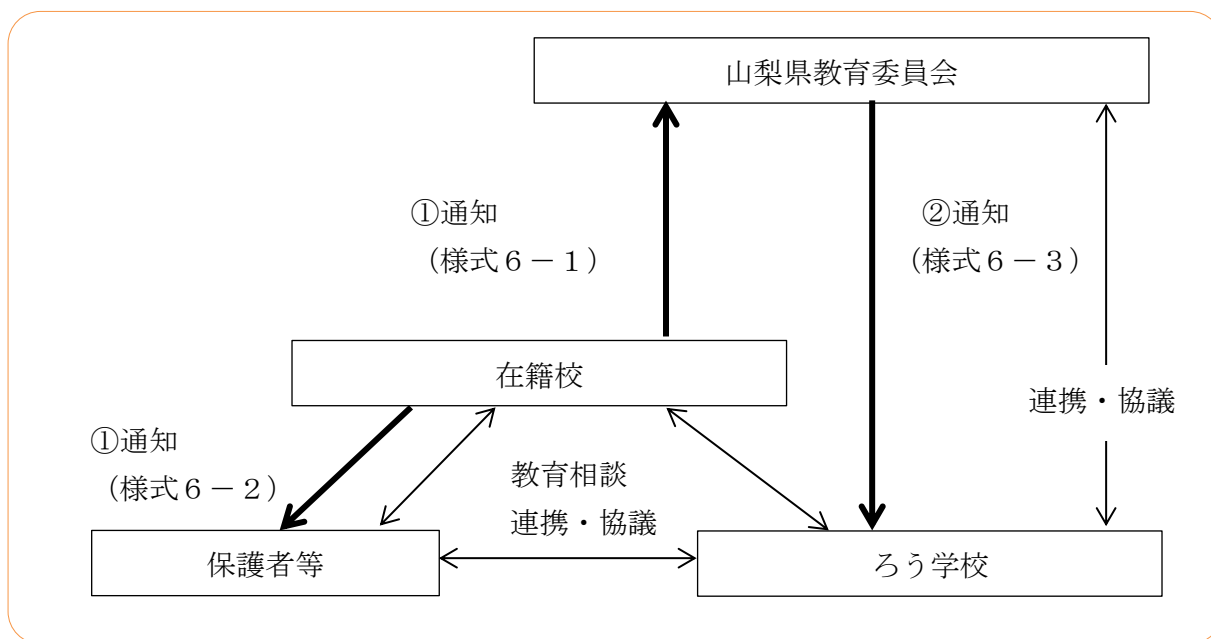 山梨県教育委員会
①通知
（様式６－１）
②通知
（様式６－３）
在籍校
連携・協議
①通知
（様式６－２）
教育相談
連携・協議
保護者等
ろう学校